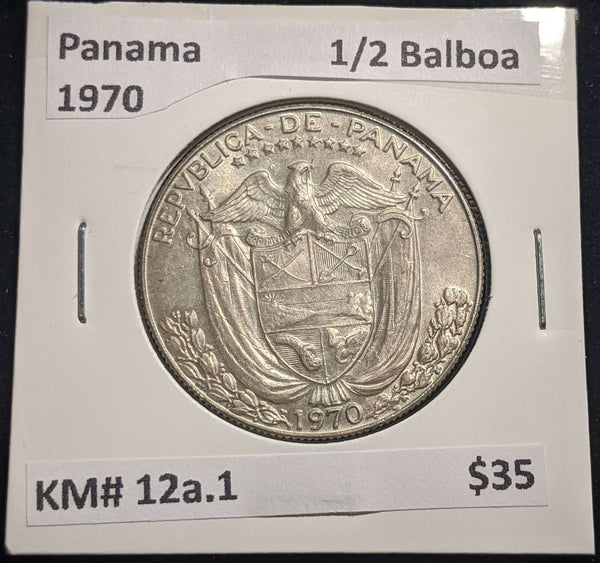 Panama 1/2 Balboa
1970
REPVBLICA-DE-PANAMA
1970
KM# 12a.1 $35